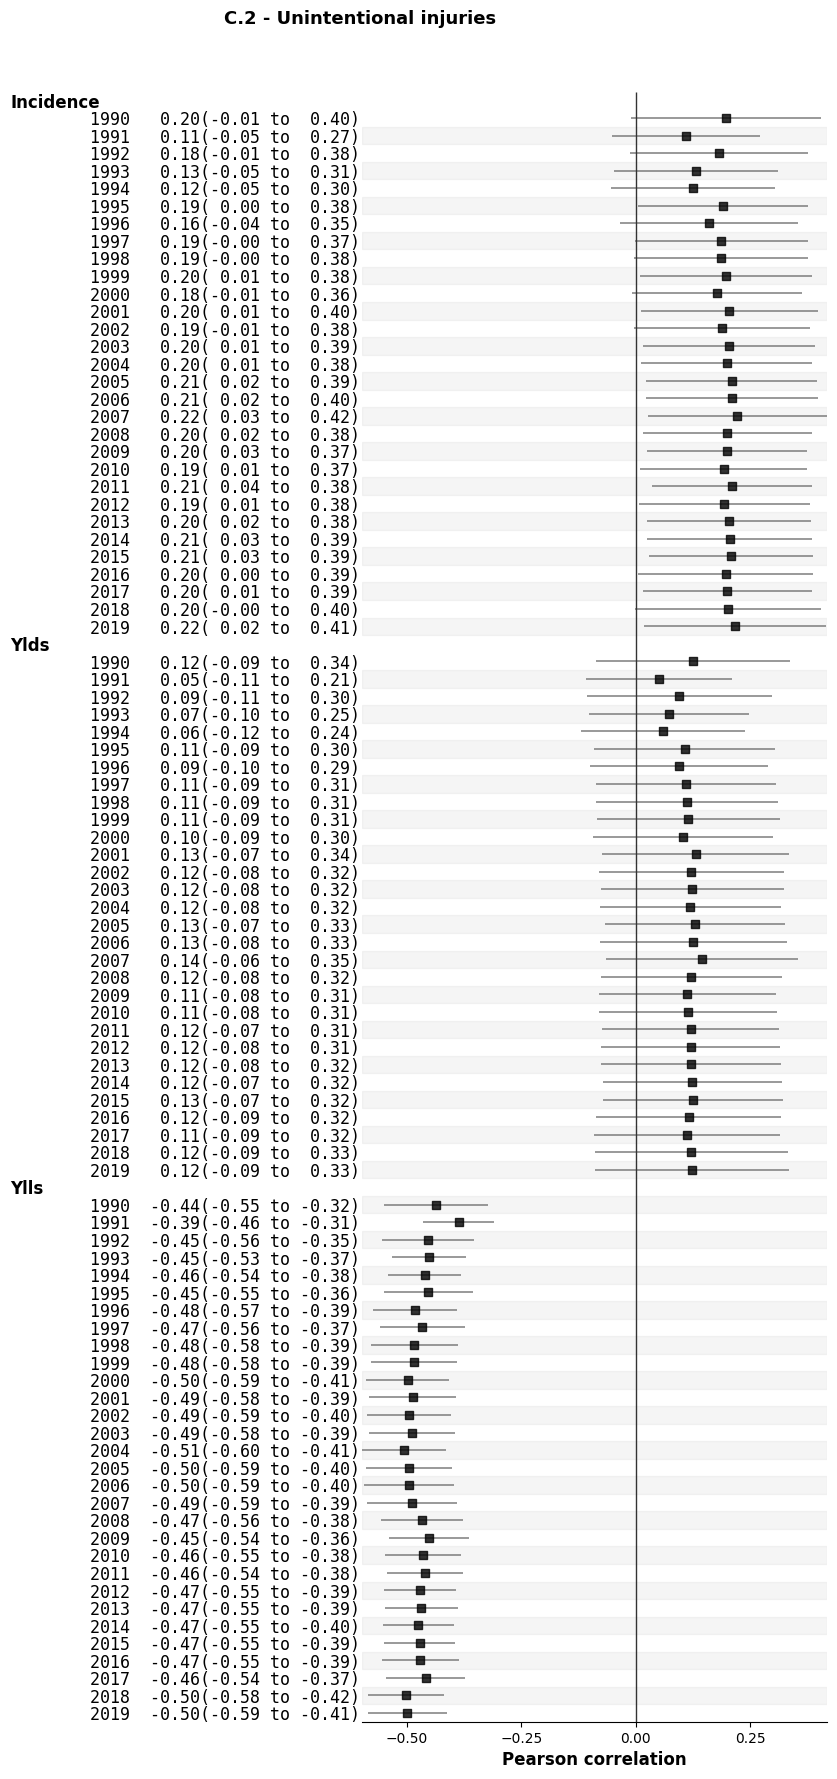 C.2 - Unintentional injuries
Incidence
1990   0.20(-0.01 to  0.40)
1991   0.11(-0.05 to  0.27)
1992   0.18(-0.01 to  0.38)
1993   0.13(-0.05 to  0.31)
1994   0.12(-0.05 to  0.30)
1995   0.19( 0.00 to  0.38)
1996   0.16(-0.04 to  0.35)
1997   0.19(-0.00 to  0.37)
1998   0.19(-0.00 to  0.38)
1999   0.20( 0.01 to  0.38)
2000   0.18(-0.01 to  0.36)
2001   0.20( 0.01 to  0.40)
2002   0.19(-0.01 to  0.38)
2003   0.20( 0.01 to  0.39)
2004   0.20( 0.01 to  0.38)
2005   0.21( 0.02 to  0.39)
2006   0.21( 0.02 to  0.40)
2007   0.22( 0.03 to  0.42)
2008   0.20( 0.02 to  0.38)
2009   0.20( 0.03 to  0.37)
2010   0.19( 0.01 to  0.37)
2011   0.21( 0.04 to  0.38)
2012   0.19( 0.01 to  0.38)
2013   0.20( 0.02 to  0.38)
2014   0.21( 0.03 to  0.39)
2015   0.21( 0.03 to  0.39)
2016   0.20( 0.00 to  0.39)
2017   0.20( 0.01 to  0.39)
2018   0.20(-0.00 to  0.40)
2019   0.22( 0.02 to  0.41)
Ylds
1990   0.12(-0.09 to  0.34)
1991   0.05(-0.11 to  0.21)
1992   0.09(-0.11 to  0.30)
1993   0.07(-0.10 to  0.25)
1994   0.06(-0.12 to  0.24)
1995   0.11(-0.09 to  0.30)
1996   0.09(-0.10 to  0.29)
1997   0.11(-0.09 to  0.31)
1998   0.11(-0.09 to  0.31)
1999   0.11(-0.09 to  0.31)
2000   0.10(-0.09 to  0.30)
2001   0.13(-0.07 to  0.34)
2002   0.12(-0.08 to  0.32)
2003   0.12(-0.08 to  0.32)
2004   0.12(-0.08 to  0.32)
2005   0.13(-0.07 to  0.33)
2006   0.13(-0.08 to  0.33)
2007   0.14(-0.06 to  0.35)
2008   0.12(-0.08 to  0.32)
2009   0.11(-0.08 to  0.31)
2010   0.11(-0.08 to  0.31)
2011   0.12(-0.07 to  0.31)
2012   0.12(-0.08 to  0.31)
2013   0.12(-0.08 to  0.32)
2014   0.12(-0.07 to  0.32)
2015   0.13(-0.07 to  0.32)
2016   0.12(-0.09 to  0.32)
2017   0.11(-0.09 to  0.32)
2018   0.12(-0.09 to  0.33)
2019   0.12(-0.09 to  0.33)
Ylls
1990  -0.44(-0.55 to -0.32)
1991  -0.39(-0.46 to -0.31)
1992  -0.45(-0.56 to -0.35)
1993  -0.45(-0.53 to -0.37)
1994  -0.46(-0.54 to -0.38)
1995  -0.45(-0.55 to -0.36)
1996  -0.48(-0.57 to -0.39)
1997  -0.47(-0.56 to -0.37)
1998  -0.48(-0.58 to -0.39)
1999  -0.48(-0.58 to -0.39)
2000  -0.50(-0.59 to -0.41)
2001  -0.49(-0.58 to -0.39)
2002  -0.49(-0.59 to -0.40)
2003  -0.49(-0.58 to -0.39)
2004  -0.51(-0.60 to -0.41)
2005  -0.50(-0.59 to -0.40)
2006  -0.50(-0.59 to -0.40)
2007  -0.49(-0.59 to -0.39)
2008  -0.47(-0.56 to -0.38)
2009  -0.45(-0.54 to -0.36)
2010  -0.46(-0.55 to -0.38)
2011  -0.46(-0.54 to -0.38)
2012  -0.47(-0.55 to -0.39)
2013  -0.47(-0.55 to -0.39)
2014  -0.47(-0.55 to -0.40)
2015  -0.47(-0.55 to -0.39)
2016  -0.47(-0.55 to -0.39)
2017  -0.46(-0.54 to -0.37)
2018  -0.50(-0.58 to -0.42)
2019  -0.50(-0.59 to -0.41)
−0.50 −0.25 0.00 0.25
Pearson correlation